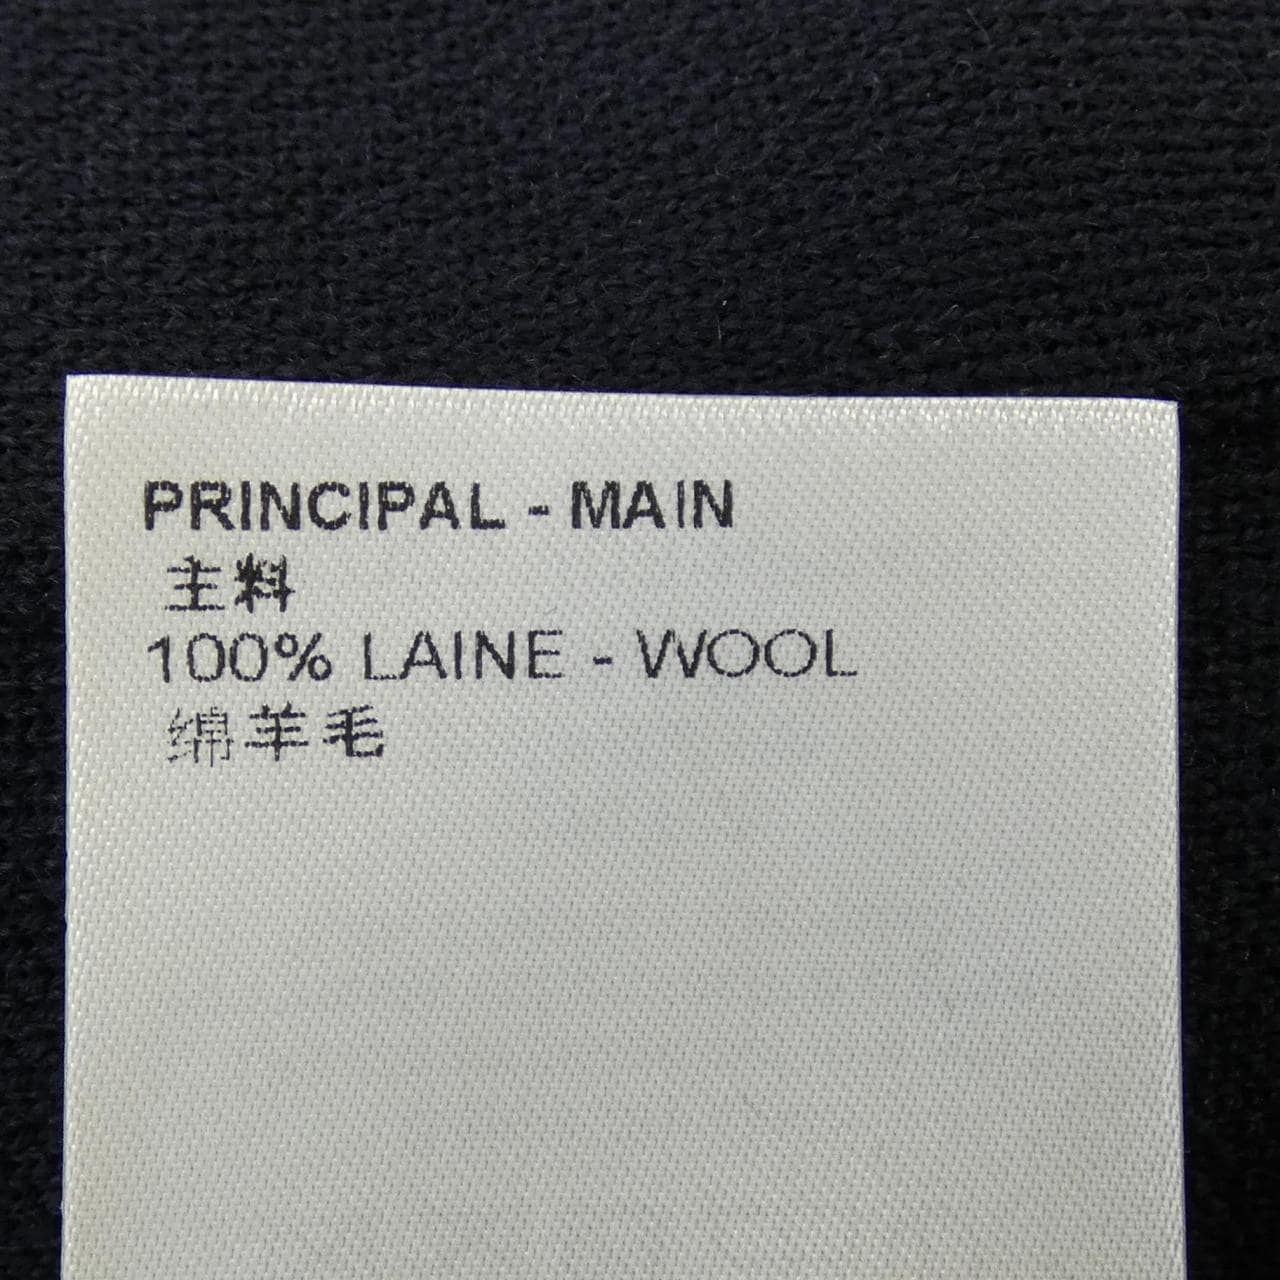 PRINCIPAL - MAIN
主料
100% LAINE - WOOL
绵羊毛